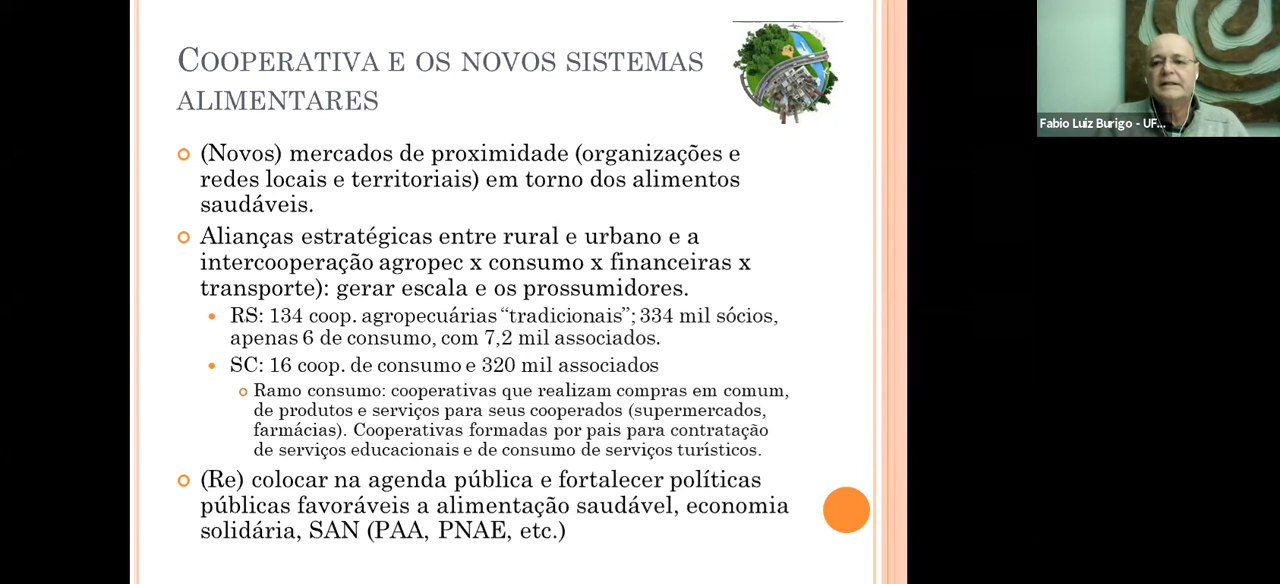 COOPERATIVA E OS NOVOS SISTEMAS
ALIMENTARES
(Novos) mercados de proximidade (organizações e
redes locais e territoriais) em torno dos alimentos
saudáveis.
Alianças estratégicas entre rural e urbano e a
intercooperação agropec x consumo x financeiras x
transporte): gerar escala e os prossumidores.
RS: 134 coop. agropecuárias “tradicionais”; 334 mil sócios,
apenas 6 de consumo, com 7,2 mil associados.
SC: 16 coop. de consumo e 320 mil associados
Ramo consumo: cooperativas que realizam compras em comum,
de produtos e serviços para seus cooperados (supermercados,
farmácias). Cooperativas formadas por pais para contratação
de serviços educacionais e de consumo de serviços turísticos.
(Re) colocar na agenda pública e fortalecer políticas
públicas favoráveis a alimentação saudável, economia
solidária, SAN (PAA, PNAE, etc.)
Fabio Luiz Burigo - UF...